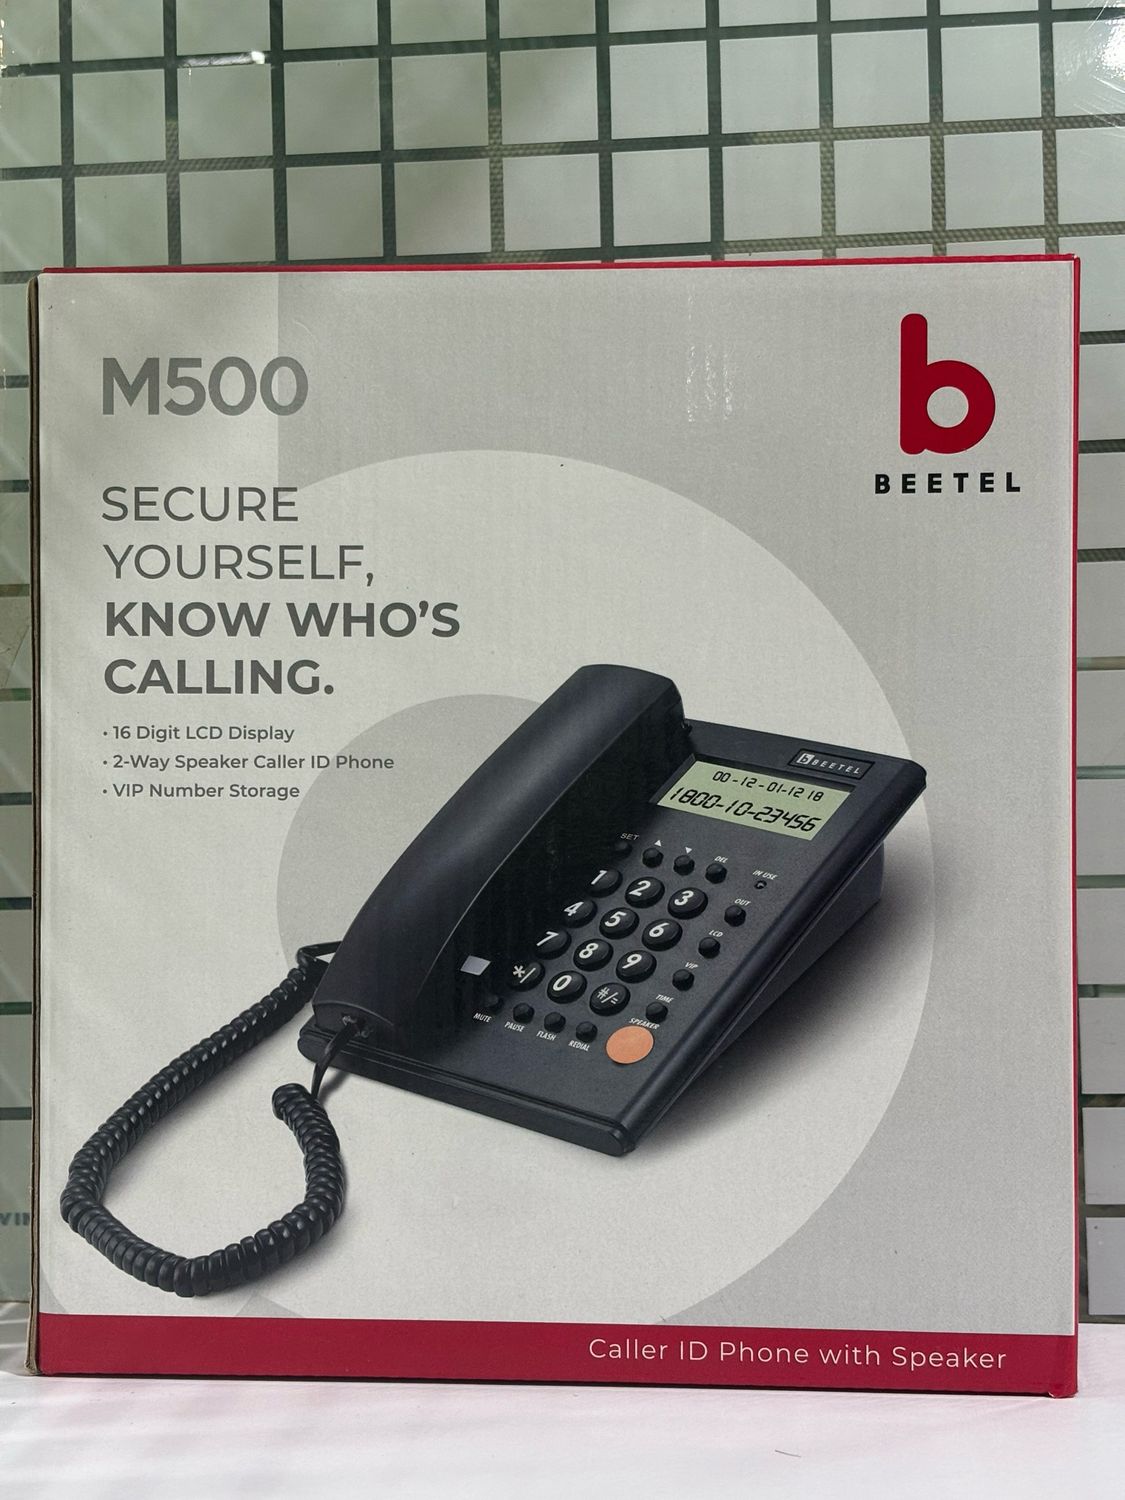 M500
b
BEETEL
SECURE
YOURSELF,
KNOW WHO'S
CALLING.
• 16 Digit LCD Display
• 2-Way Speaker Caller ID Phone
• VIP Number Storage
b BEETEL
00-12-01-12 18
1800-10-23456
SET ▲ ▼ DEL
IN USE
1 2 3
OUT
4 5 6
LCD
7 8 9
VIP
*/ 0 #/=
TIME
MUTE PAUSE FLASH REDIAL
SPEAKER
Caller ID Phone with Speaker